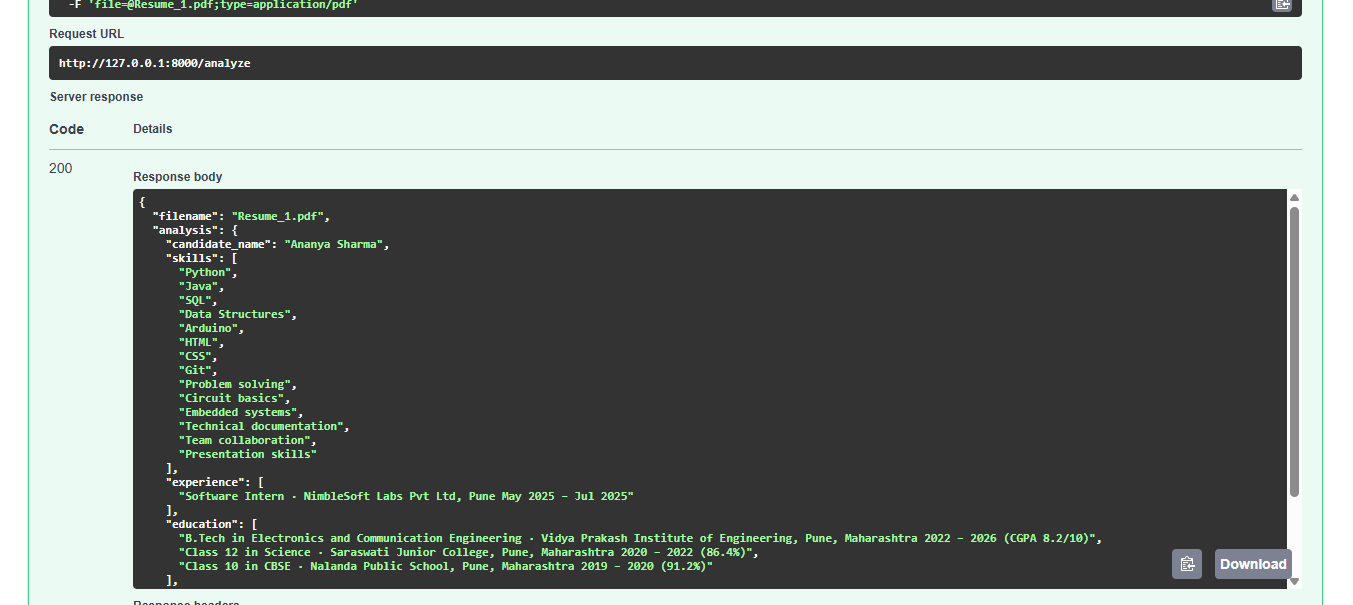 -F 'file=@Resume_1.pdf;type=application/pdf'
Request URL
http://127.0.0.1:8000/analyze
Server response
Code Details
200
Response body
{
  "filename": "Resume_1.pdf",
  "analysis": {
    "candidate_name": "Ananya Sharma",
    "skills": [
      "Python",
      "Java",
      "SQL",
      "Data Structures",
      "Arduino",
      "HTML",
      "CSS",
      "Git",
      "Problem solving",
      "Circuit basics",
      "Embedded systems",
      "Technical documentation",
      "Team collaboration",
      "Presentation skills"
    ],
    "experience": [
      "Software Intern · NimbleSoft Labs Pvt Ltd, Pune May 2025 – Jul 2025"
    ],
    "education": [
      "B.Tech in Electronics and Communication Engineering · Vidya Prakash Institute of Engineering, Pune, Maharashtra 2022 – 2026 (CGPA 8.2/10)",
      "Class 12 in Science · Saraswati Junior College, Pune, Maharashtra 2020 – 2022 (86.4%)",
      "Class 10 in CBSE · Nalanda Public School, Pune, Maharashtra 2019 – 2020 (91.2%)"
    ],
Download
Response headers